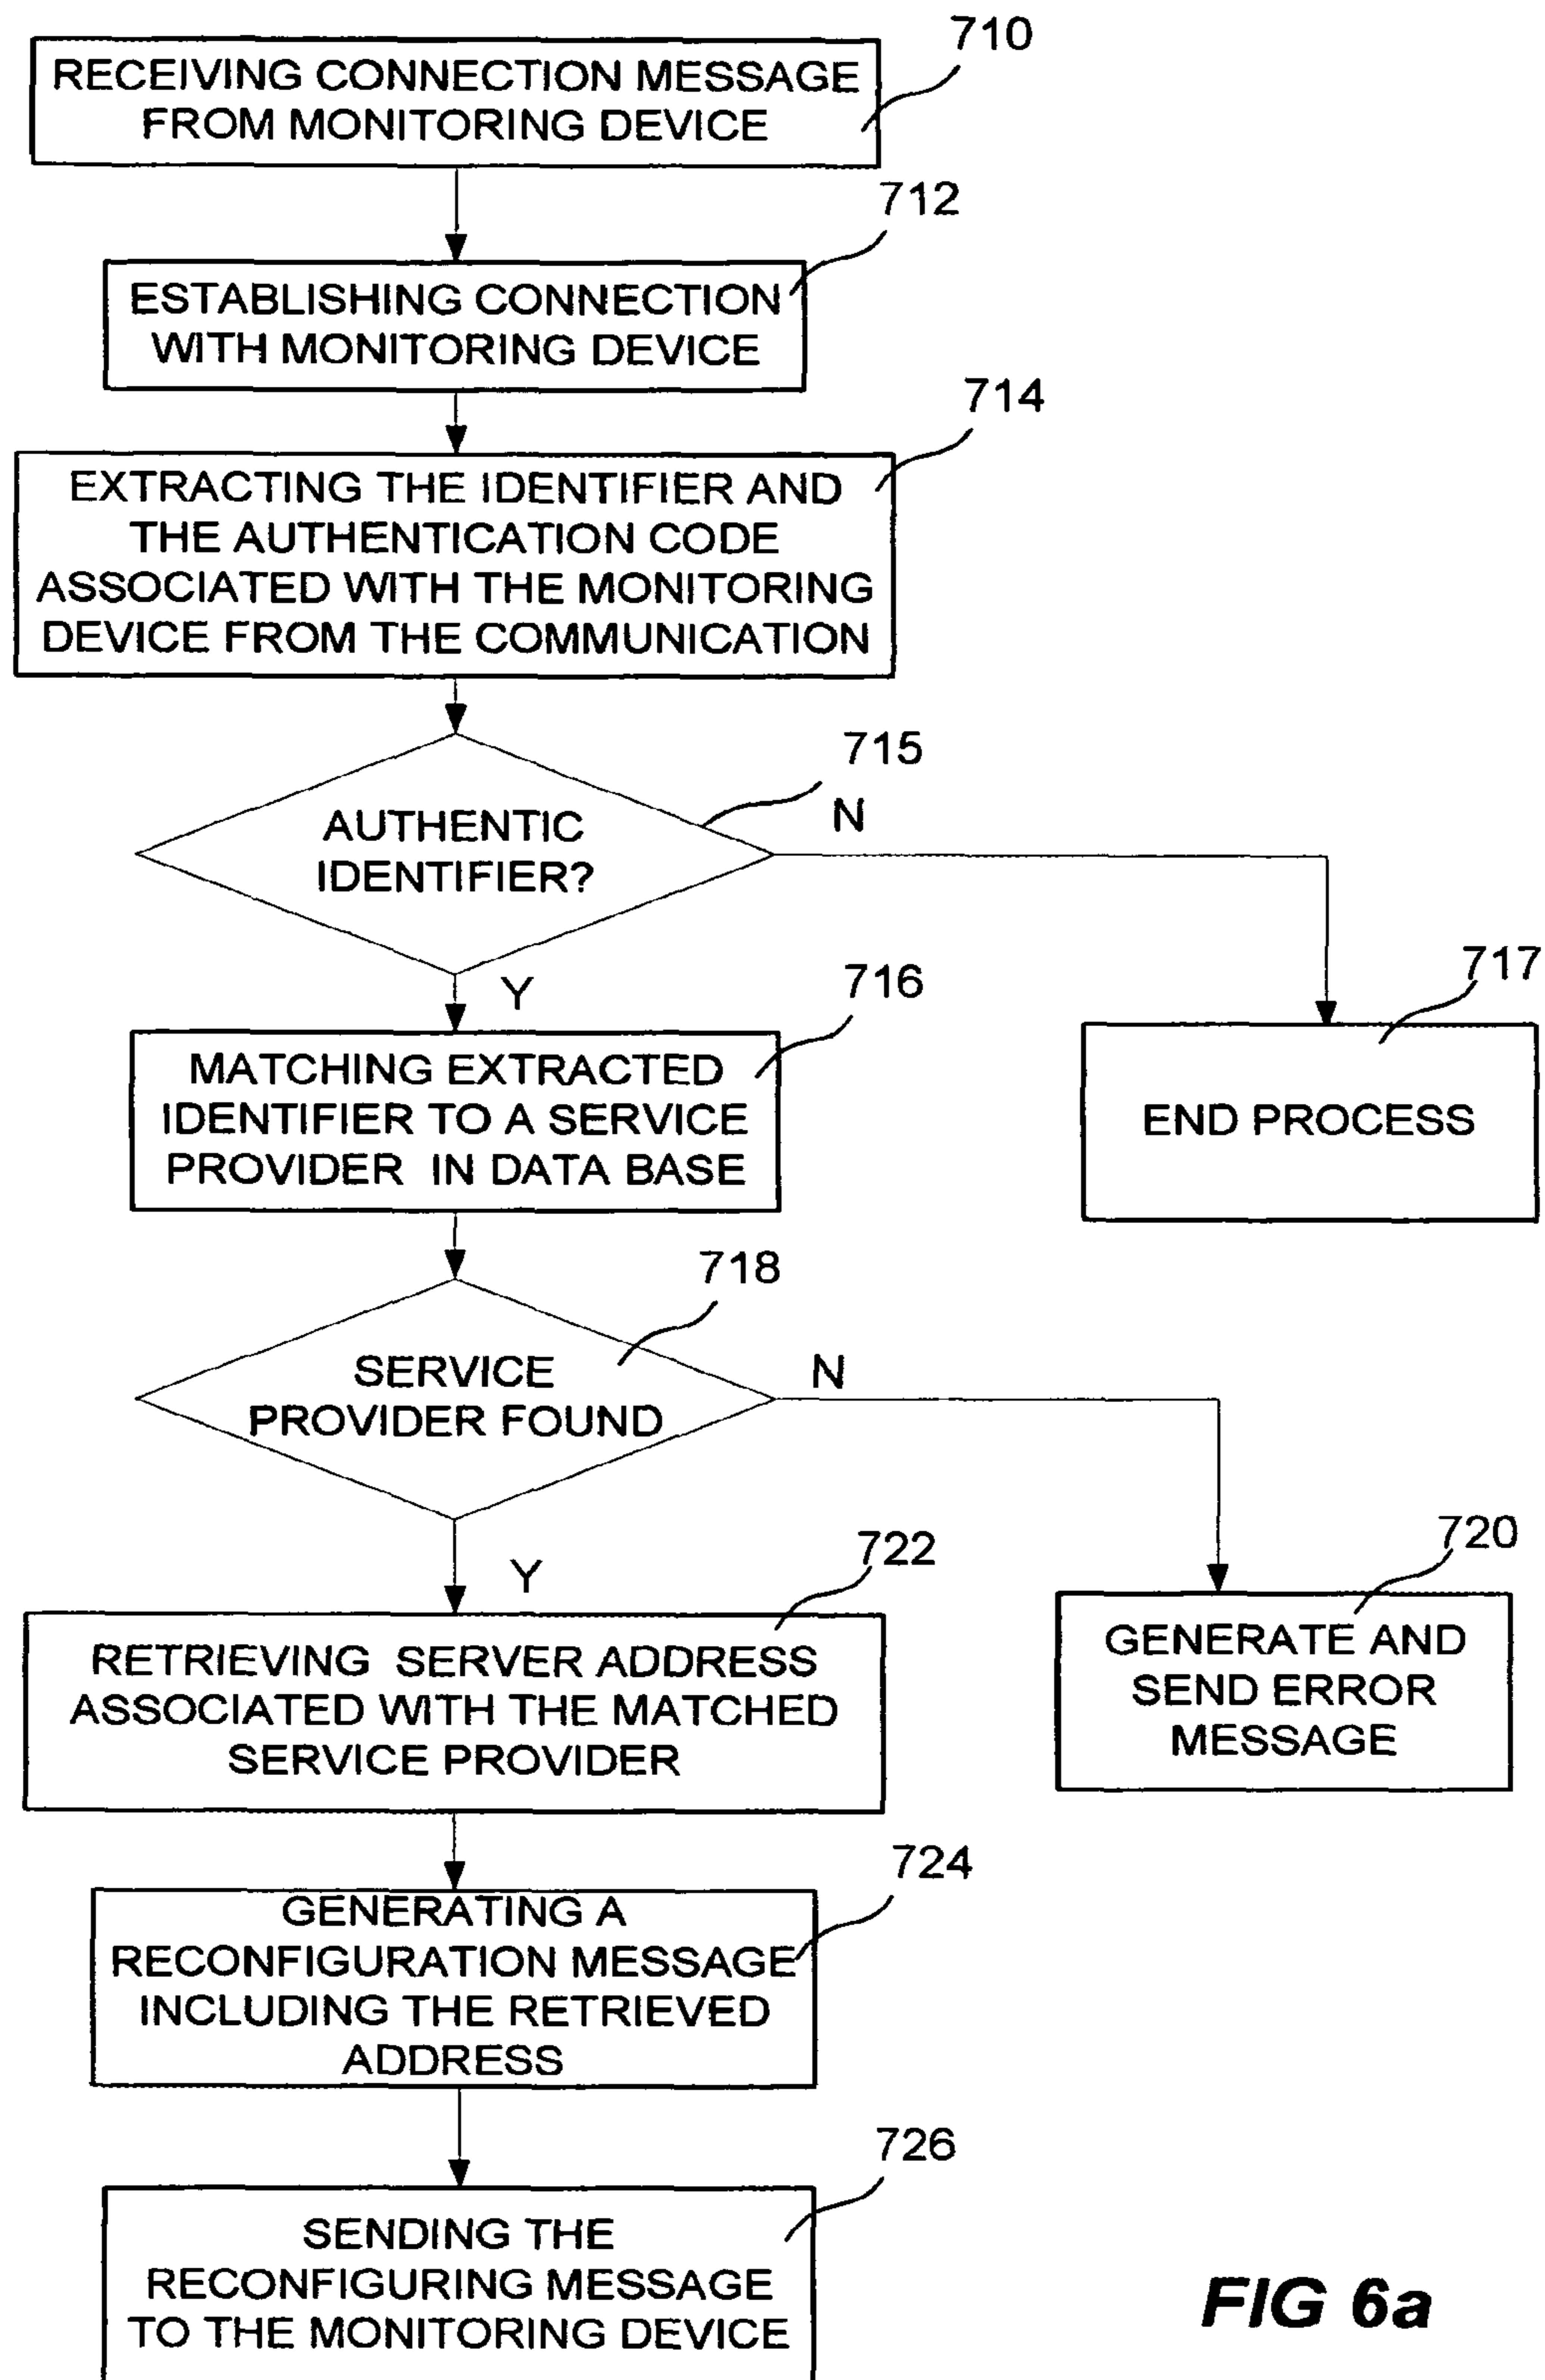 710
RECEIVING CONNECTION MESSAGE
FROM MONITORING DEVICE
712
ESTABLISHING CONNECTION
WITH MONITORING DEVICE
714
EXTRACTING THE IDENTIFIER AND
THE AUTHENTICATION CODE
ASSOCIATED WITH THE MONITORING
DEVICE FROM THE COMMUNICATION
715
AUTHENTIC
IDENTIFIER?
N
Y
716
717
MATCHING EXTRACTED
IDENTIFIER TO A SERVICE
PROVIDER IN DATA BASE
END PROCESS
718
SERVICE
PROVIDER FOUND
N
Y
722
720
RETRIEVING SERVER ADDRESS
ASSOCIATED WITH THE MATCHED
SERVICE PROVIDER
GENERATE AND
SEND ERROR
MESSAGE
724
GENERATING A
RECONFIGURATION MESSAGE
INCLUDING THE RETRIEVED
ADDRESS
726
SENDING THE
RECONFIGURING MESSAGE
TO THE MONITORING DEVICE
FIG 6a